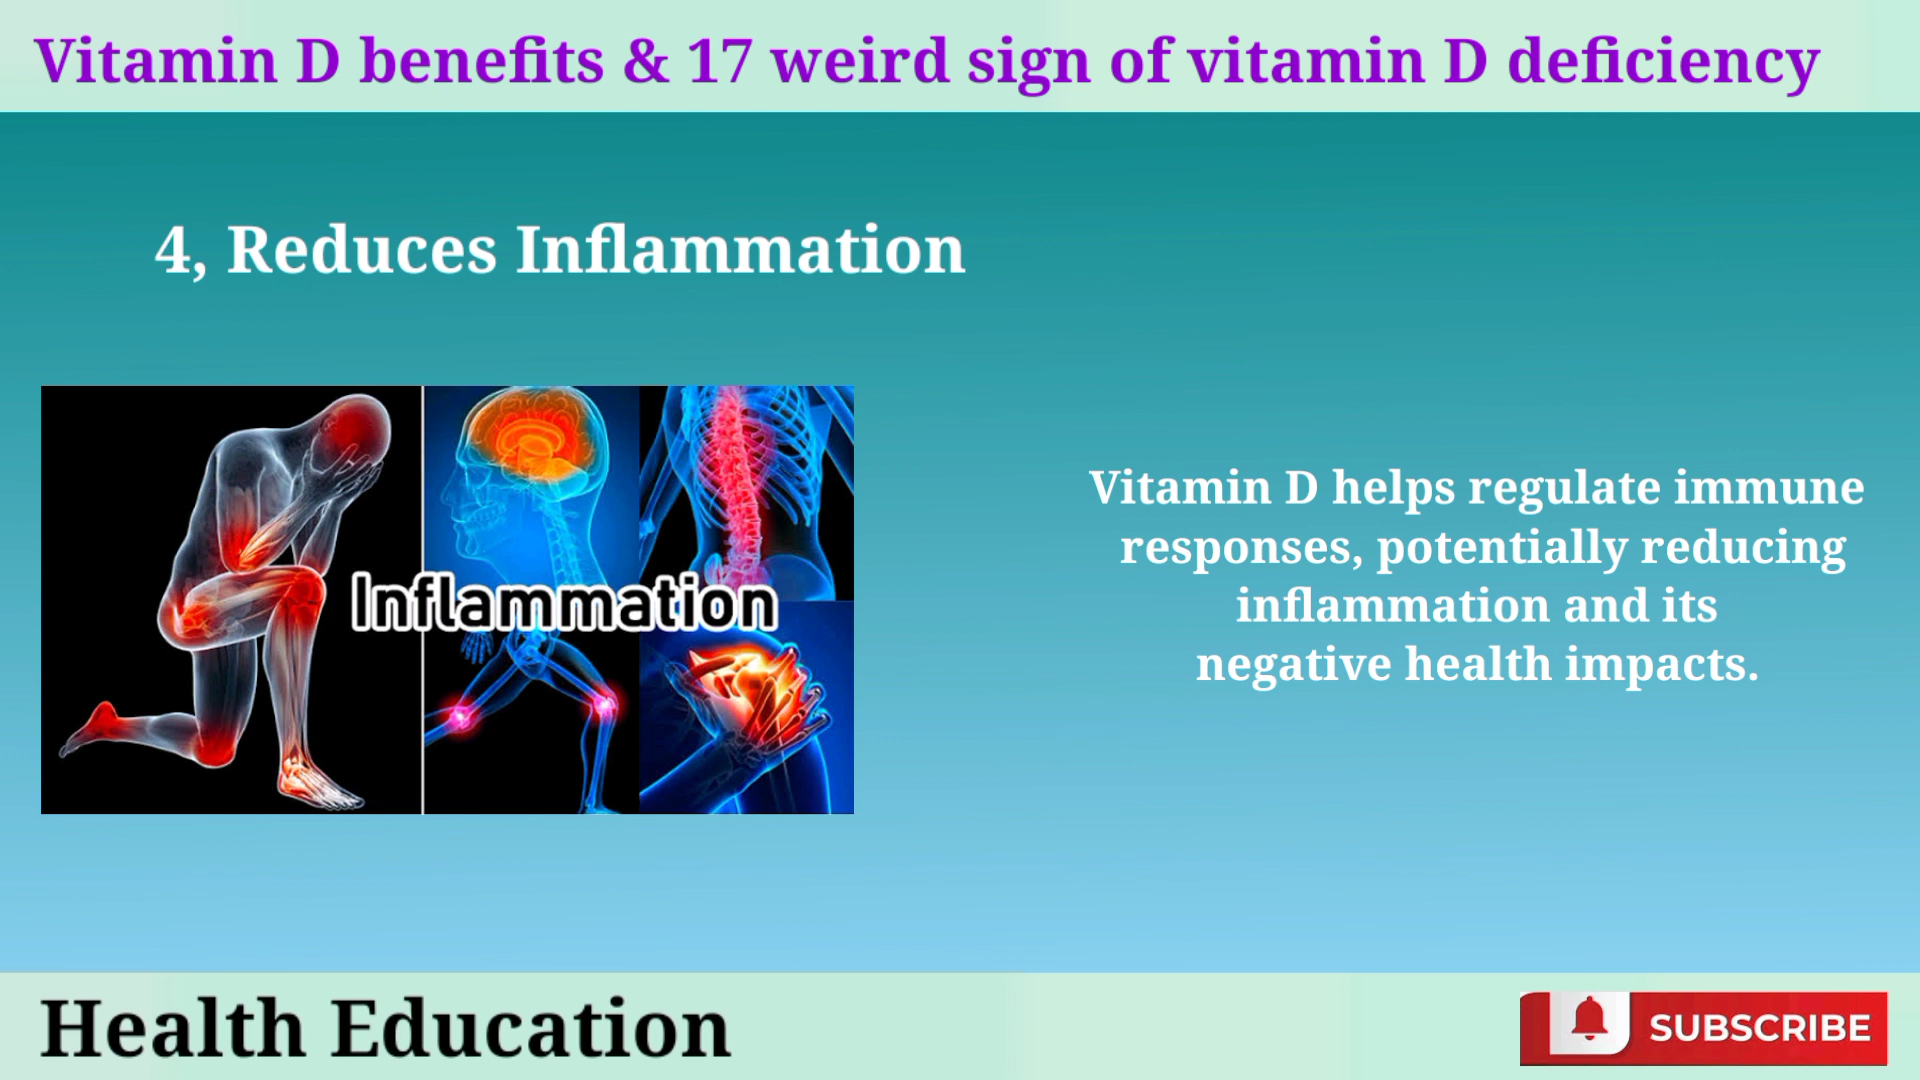 Vitamin D benefits & 17 weird sign of vitamin D deficiency
4, Reduces Inflammation
Inflammation
Vitamin D helps regulate immune
responses, potentially reducing
inflammation and its
negative health impacts.
Health Education
SUBSCRIBE